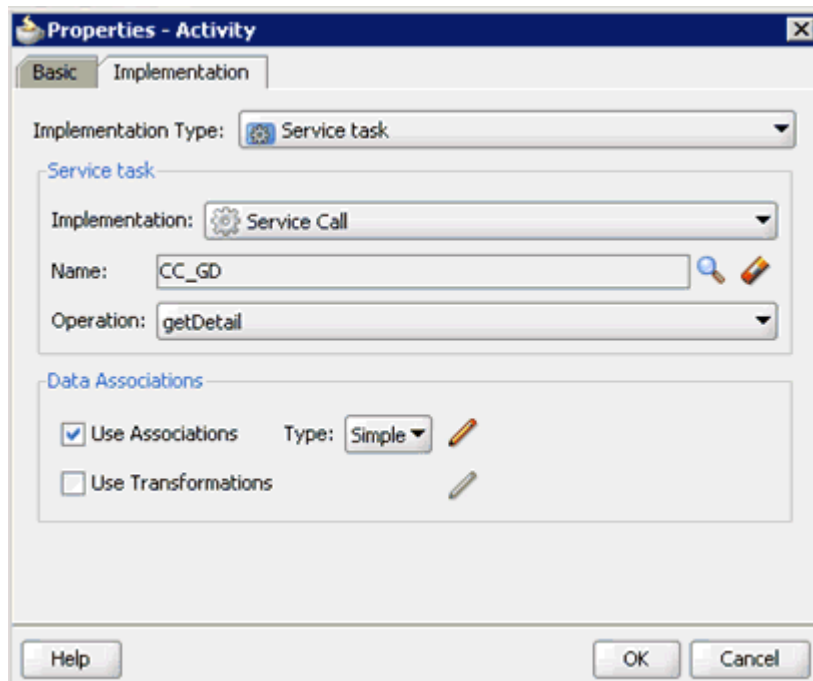 Properties - Activity
Basic Implementation
Implementation Type: Service task
Service task
Implementation: Service Call
Name: CC_GD
Operation: getDetail
Data Associations
Use Associations Type: Simple
Use Transformations
Help OK Cancel